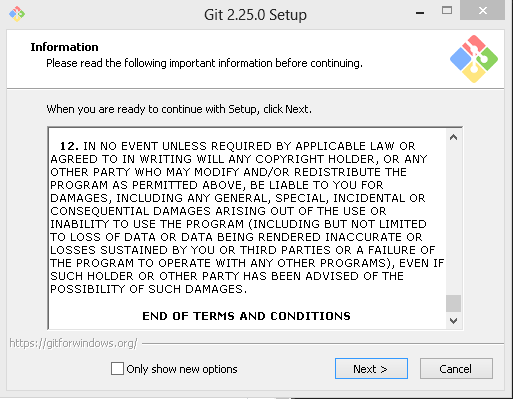 Git 2.25.0 Setup
Information
Please read the following important information before continuing.
When you are ready to continue with Setup, click Next.
12. IN NO EVENT UNLESS REQUIRED BY APPLICABLE LAW OR
AGREED TO IN WRITING WILL ANY COPYRIGHT HOLDER, OR ANY
OTHER PARTY WHO MAY MODIFY AND/OR REDISTRIBUTE THE
PROGRAM AS PERMITTED ABOVE, BE LIABLE TO YOU FOR
DAMAGES, INCLUDING ANY GENERAL, SPECIAL, INCIDENTAL OR
CONSEQUENTIAL DAMAGES ARISING OUT OF THE USE OR
INABILITY TO USE THE PROGRAM (INCLUDING BUT NOT LIMITED
TO LOSS OF DATA OR DATA BEING RENDERED INACCURATE OR
LOSSES SUSTAINED BY YOU OR THIRD PARTIES OR A FAILURE OF
THE PROGRAM TO OPERATE WITH ANY OTHER PROGRAMS), EVEN IF
SUCH HOLDER OR OTHER PARTY HAS BEEN ADVISED OF THE
POSSIBILITY OF SUCH DAMAGES.
END OF TERMS AND CONDITIONS
https://gitforwindows.org/
Only show new options
Next >
Cancel